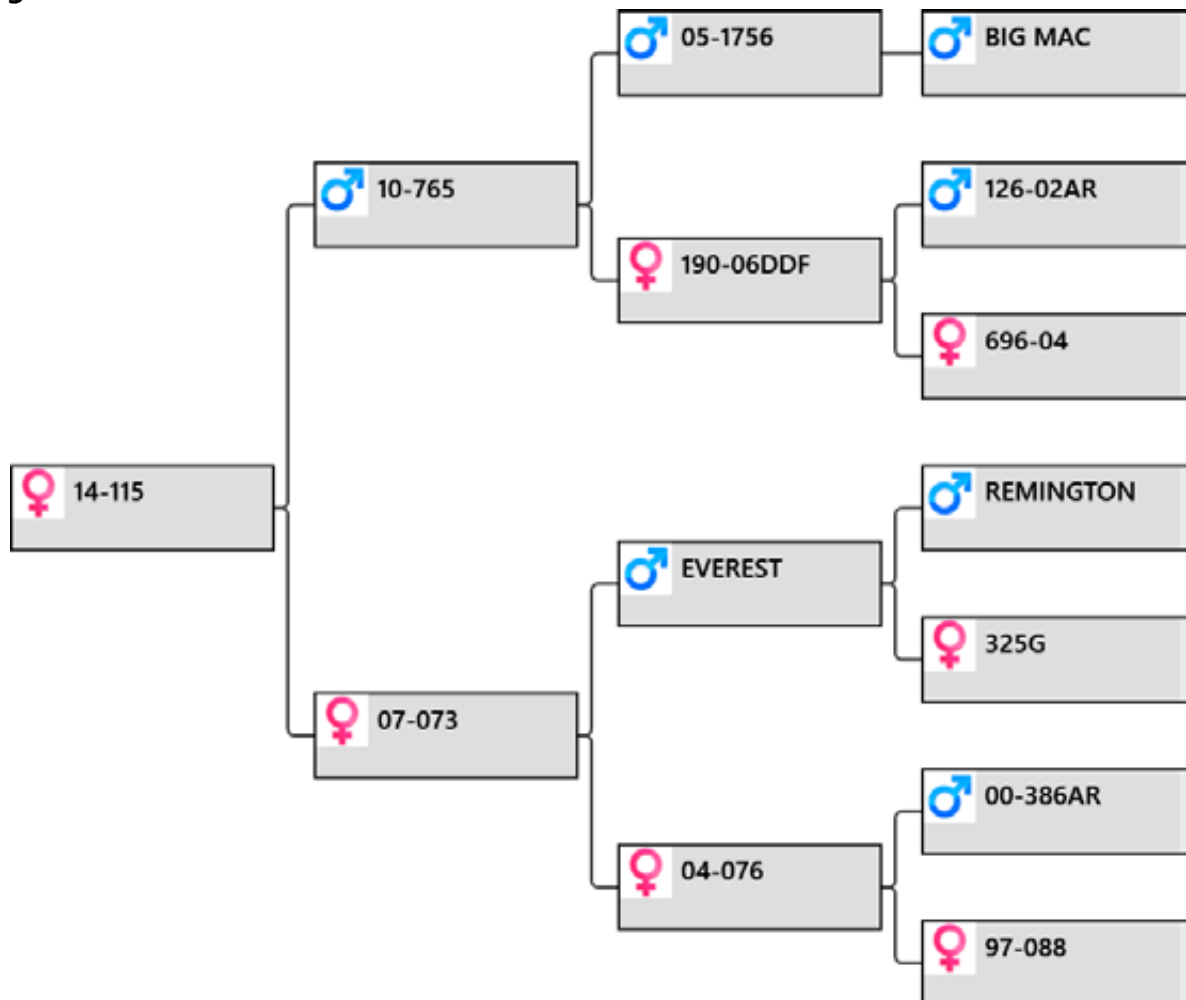 05-1756
BIG MAC
10-765
126-02AR
190-06DDF
696-04
14-115
REMINGTON
EVEREST
325G
07-073
00-386AR
04-076
97-088